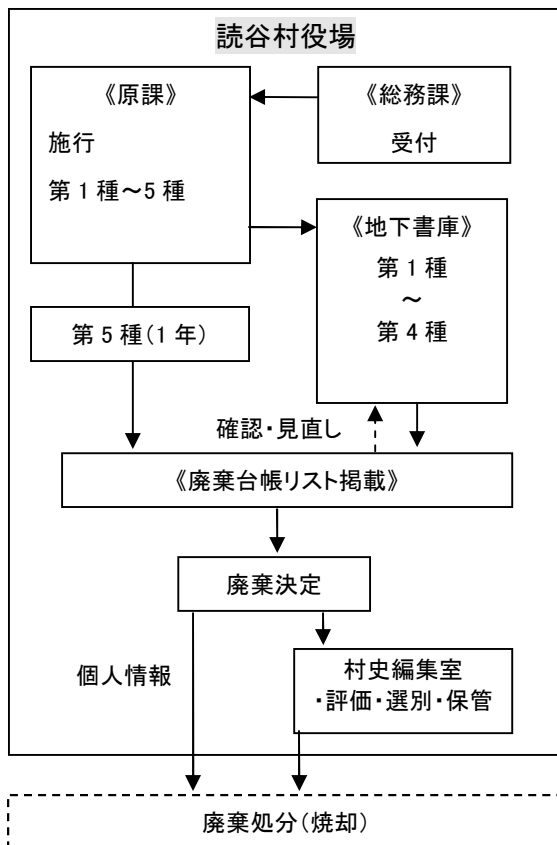 読谷村役場
《原課》
施行
第1種～5種
《総務課》
受付
《地下書庫》
第1種
～
第4種
第5種(1年)
確認・見直し
《廃棄台帳リスト掲載》
廃棄決定
個人情報
村史編集室
・評価・選別・保管
廃棄処分(焼却)